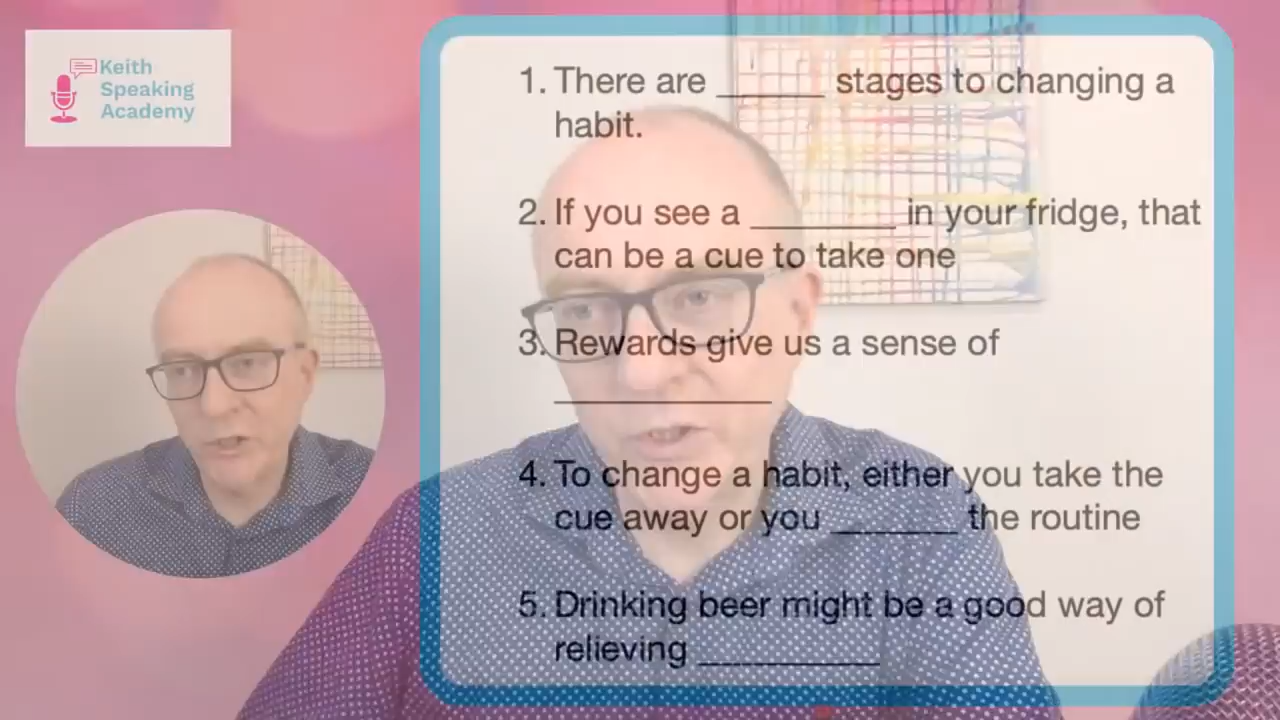 Keith
Speaking
Academy
1. There are ______ stages to changing a
habit.
2. If you see a ________ in your fridge, that
can be a cue to take one
3. Rewards give us a sense of
____________
4. To change a habit, either you take the
cue away or you _______ the routine
5. Drinking beer might be a good way of
relieving __________